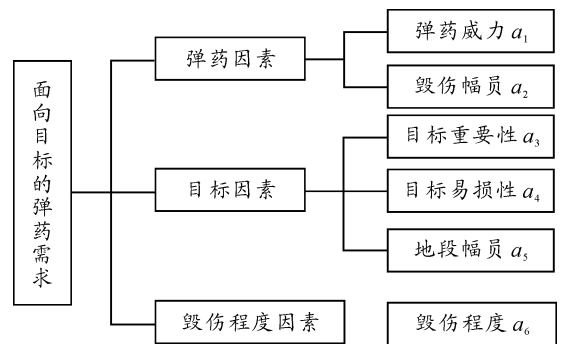 面向目标的弹药需求
弹药因素
弹药威力 a₁
毁伤幅员 a₂
目标因素
目标重要性 a₃
目标易损性 a₄
地段幅员 a₅
毁伤程度因素
毁伤程度 a₆